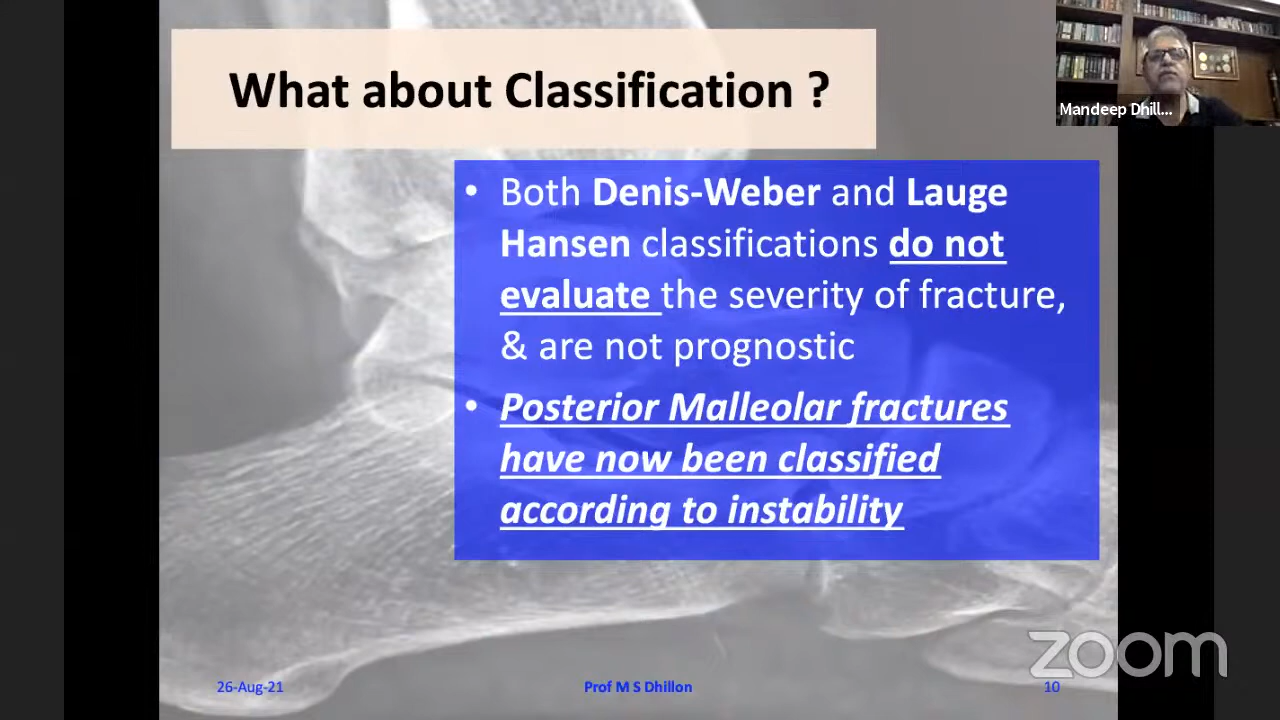 What about Classification ?
Mandeep Dhill...
• Both Denis-Weber and Lauge
Hansen classifications do not
evaluate the severity of fracture,
& are not prognostic
• Posterior Malleolar fractures
have now been classified
according to instability
zoom
26-Aug-21
Prof M S Dhillon
10